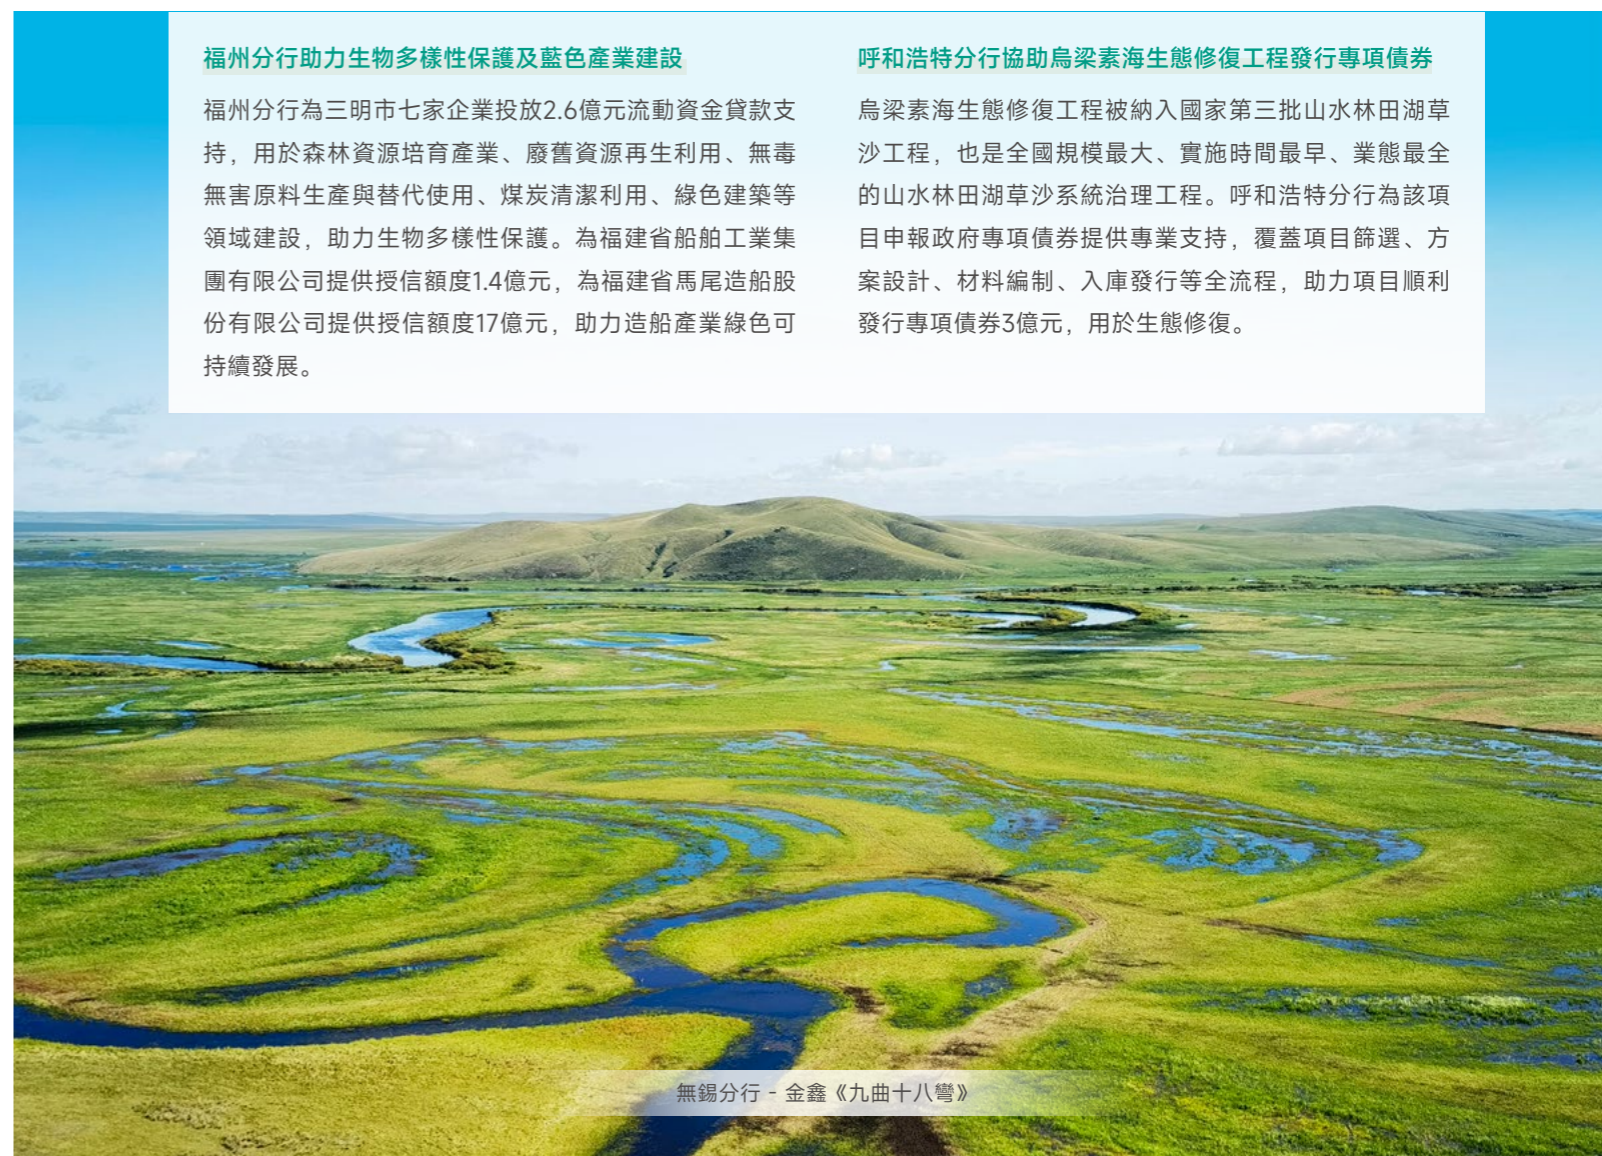 福州分行助力生物多樣性保護及藍色產業建設
福州分行為三明市七家企業投放2.6億元流動資金貸款支
持，用於森林資源培育產業、廢舊資源再生利用、無毒
無害原料生產與替代使用、煤炭清潔利用、綠色建築等
領域建設，助力生物多樣性保護。為福建省船舶工業集
團有限公司提供授信額度1.4億元，為福建省馬尾造船股
份有限公司提供授信額度17億元，助力造船產業綠色可
持續發展。
呼和浩特分行協助烏梁素海生態修復工程發行專項債券
烏梁素海生態修復工程被納入國家第三批山水林田湖草
沙工程，也是全國規模最大、實施時間最早、業態最全
的山水林田湖草沙系統治理工程。呼和浩特分行為該項
目申報政府專項債券提供專業支持，覆蓋項目篩選、方
案設計、材料編制、入庫發行等全流程，助力項目順利
發行專項債券3億元，用於生態修復。
無錫分行 - 金鑫《九曲十八彎》